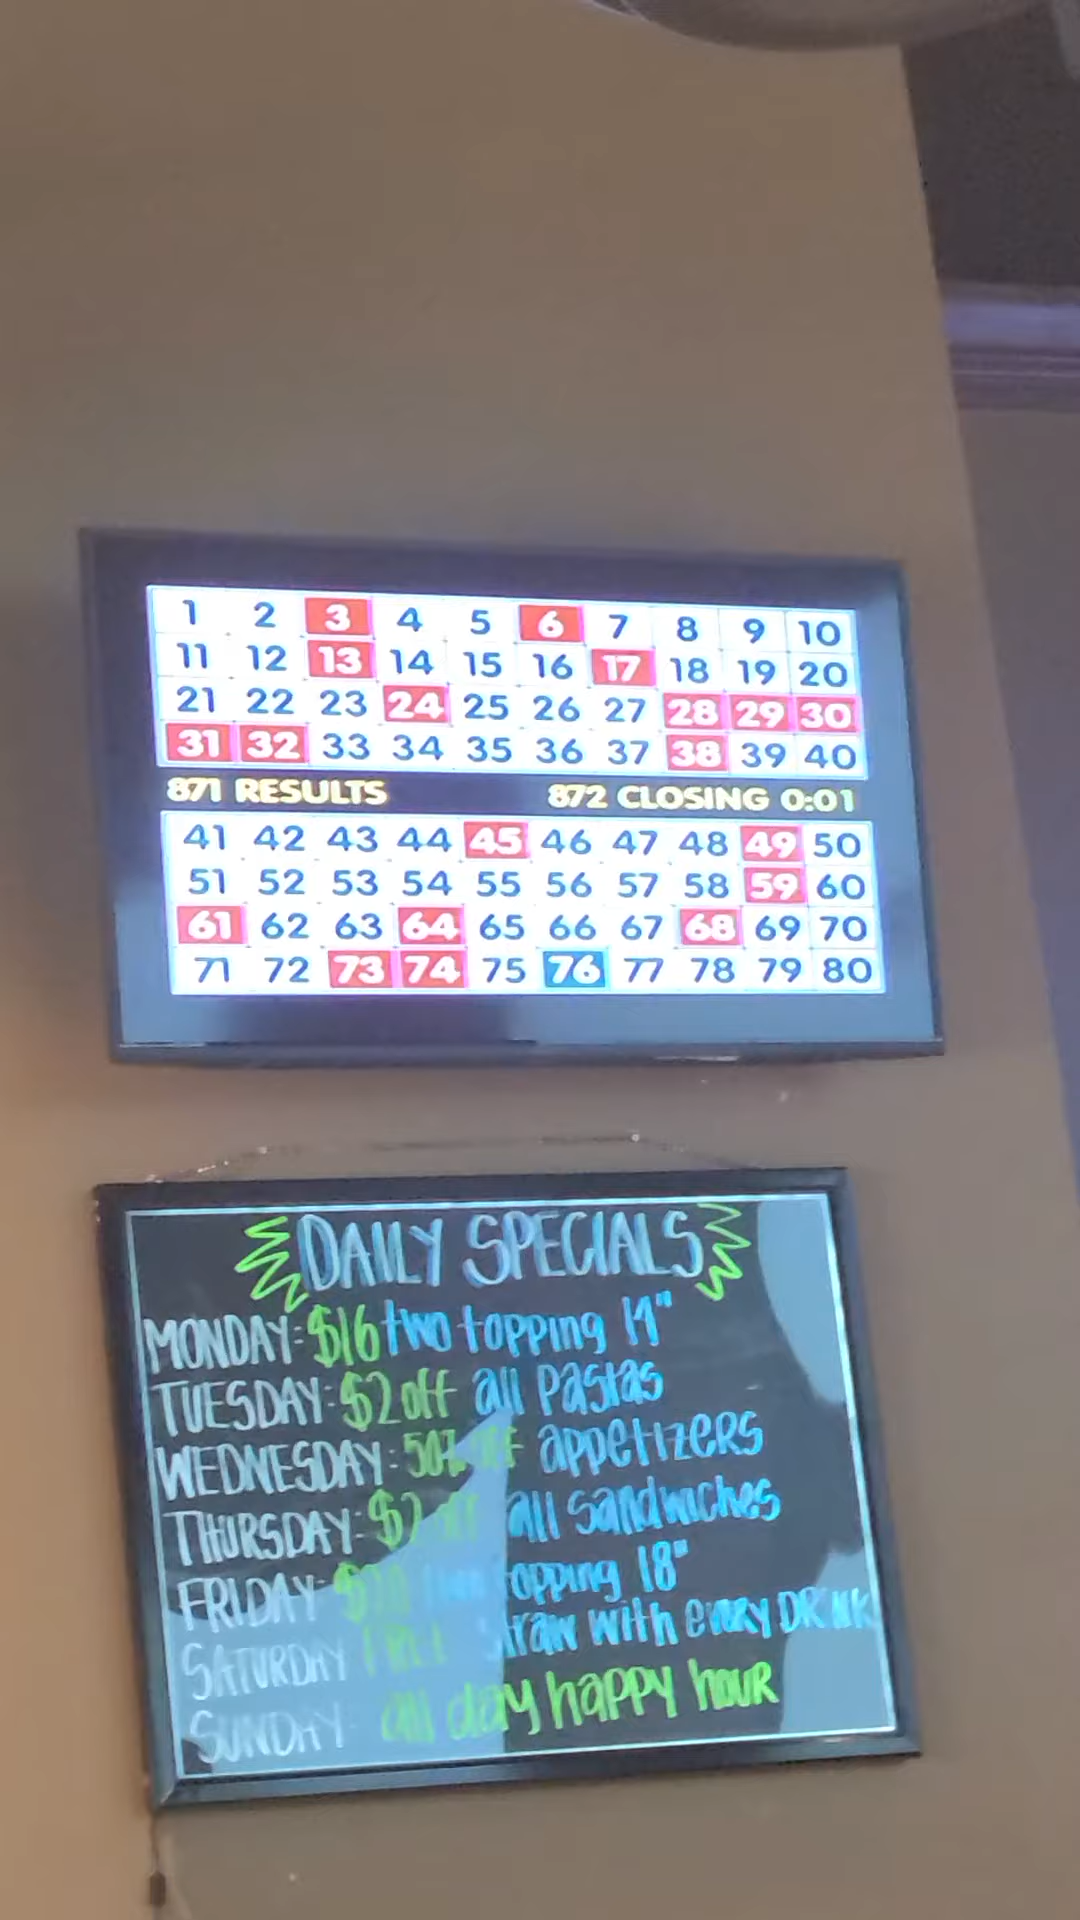 1 2 3 4 5 6 7 8 9 10
11 12 13 14 15 16 17 18 19 20
21 22 23 24 25 26 27 28 29 30
31 32 33 34 35 36 37 38 39 40
871 RESULTS 872 CLOSING 0:01
41 42 43 44 45 46 47 48 49 50
51 52 53 54 55 56 57 58 59 60
61 62 63 64 65 66 67 68 69 70
71 72 73 74 75 76 77 78 79 80
DAILY SPECIALS
MONDAY: $16 two topping 14"
TUESDAY: $2 off all pastas
WEDNESDAY: 50% off appetizers
THURSDAY: $2 off all sandwiches
FRIDAY: topping 18"
SATURDAY FREE straw with every DRINK
SUNDAY- all day happy hour